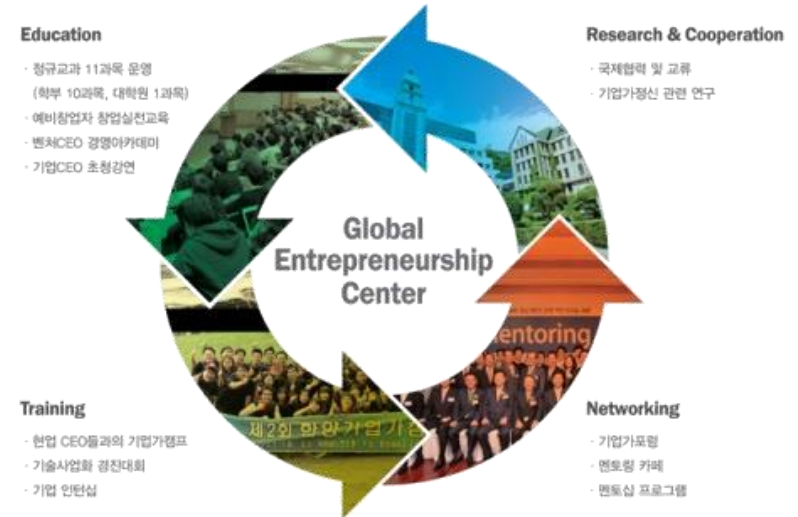 Education
· 정규교과 11과목 운영
(학부 10과목, 대학원 1과목)
· 예비창업자 창업실전교육
· 벤처CEO 경영아카데미
· 기업CEO 초청강연
Research & Cooperation
· 국제협력 및 교류
· 기업가정신 관련 연구
Global
Entrepreneurship
Center
entoring
제2회 한양기업가
Training
· 현업 CEO들과의 기업가캠프
· 기술사업화 경진대회
· 기업 인턴십
Networking
· 기업가포럼
· 멘토링 카페
· 멘토십 프로그램